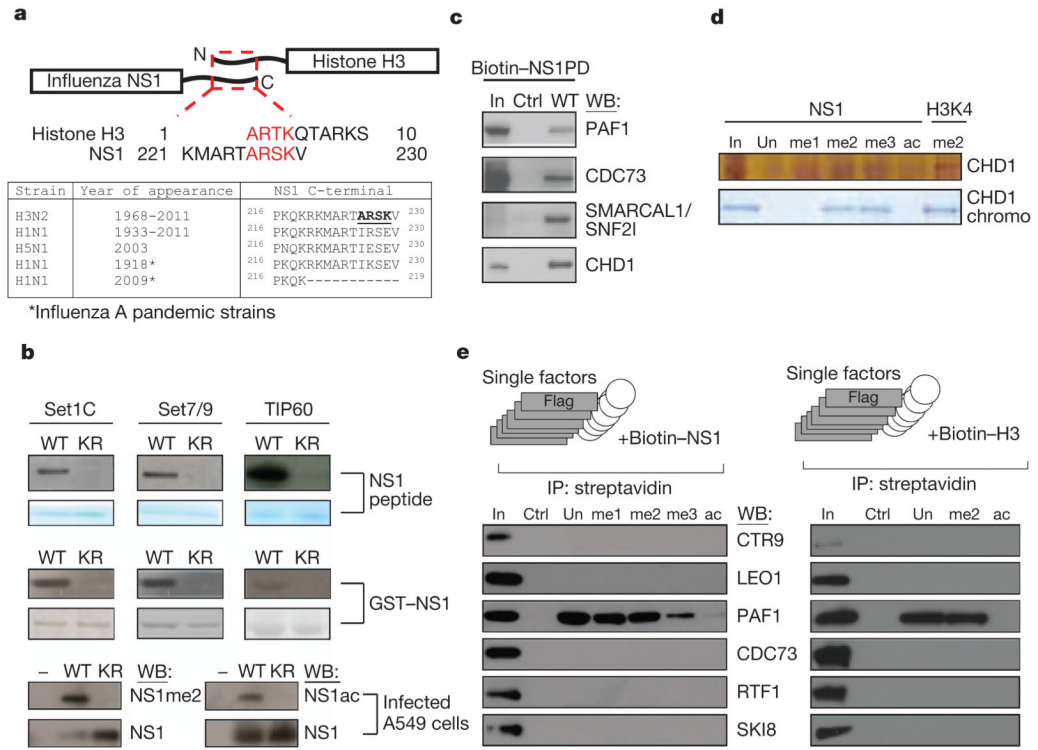 a
N
Histone H3
Influenza NS1
C
Histone H3 1 ARTKQTARKS 10
NS1 221 KMARTARSKV 230
Strain Year of appearance NS1 C-terminal
H3N2 1968–2011 216 PKQKRKMARTARSKV 230
H1N1 1933–2011 216 PKQKRKMARTIRSEV 230
H5N1 2003 216 PNQKRKMARTIESEV 230
H1N1 1918* 216 PKQKRKMARTIKSEV 230
H1N1 2009* 216 PKQK----------- 219
*Influenza A pandemic strains
b
Set1C Set7/9 TIP60
WT KR WT KR WT KR
NS1
peptide
WT KR WT KR WT KR
GST–NS1
– WT KR WB: – WT KR WB:
NS1me2 NS1ac
NS1 NS1
Infected
A549 cells
c
Biotin–NS1PD
In Ctrl WT WB:
PAF1
CDC73
SMARCAL1/
SNF2l
CHD1
d
NS1 H3K4
In Un me1 me2 me3 ac me2
CHD1
CHD1
chromo
e
Single factors
Flag
+Biotin–NS1
IP: streptavidin
In Ctrl Un me1 me2 me3 ac WB:
CTR9
LEO1
PAF1
CDC73
RTF1
SKI8
Single factors
Flag
+Biotin–H3
IP: streptavidin
In Ctrl Un me2 ac